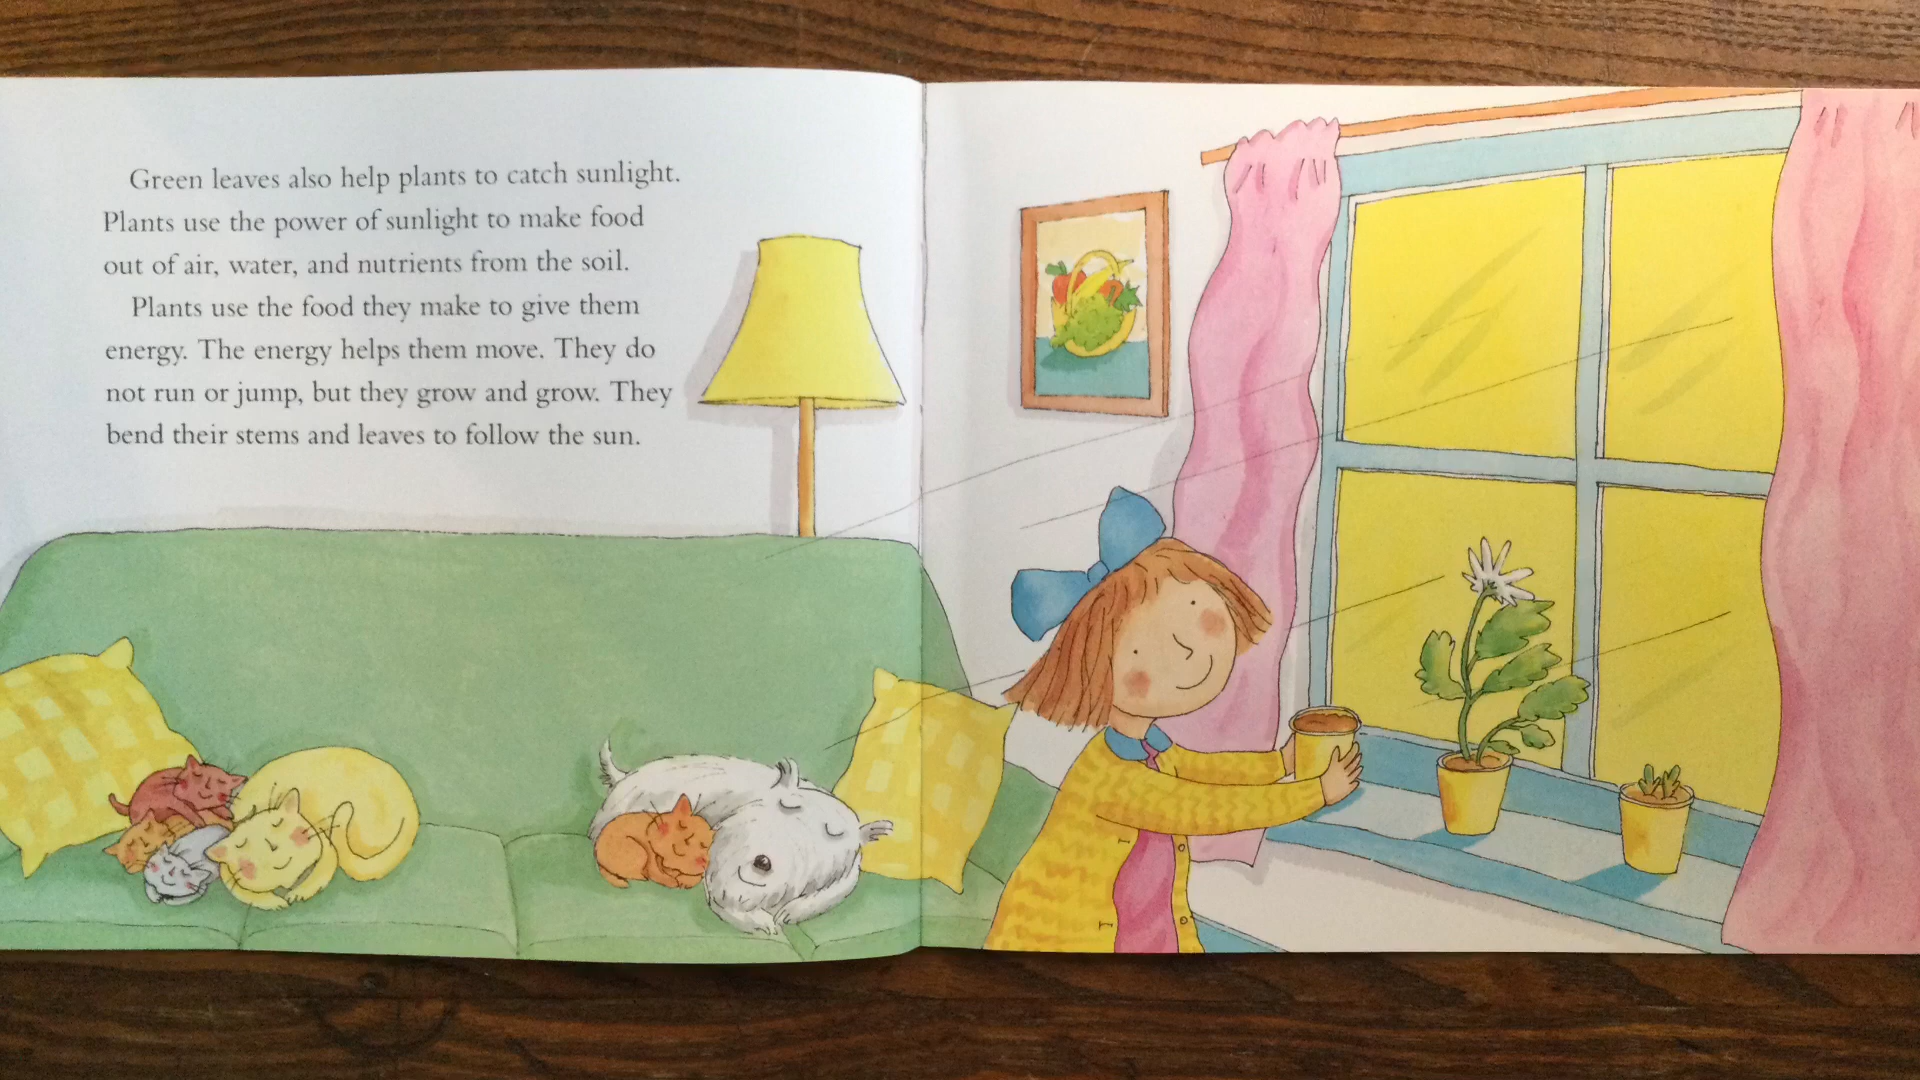 Green leaves also help plants to catch sunlight.
Plants use the power of sunlight to make food
out of air, water, and nutrients from the soil.
Plants use the food they make to give them
energy. The energy helps them move. They do
not run or jump, but they grow and grow. They
bend their stems and leaves to follow the sun.